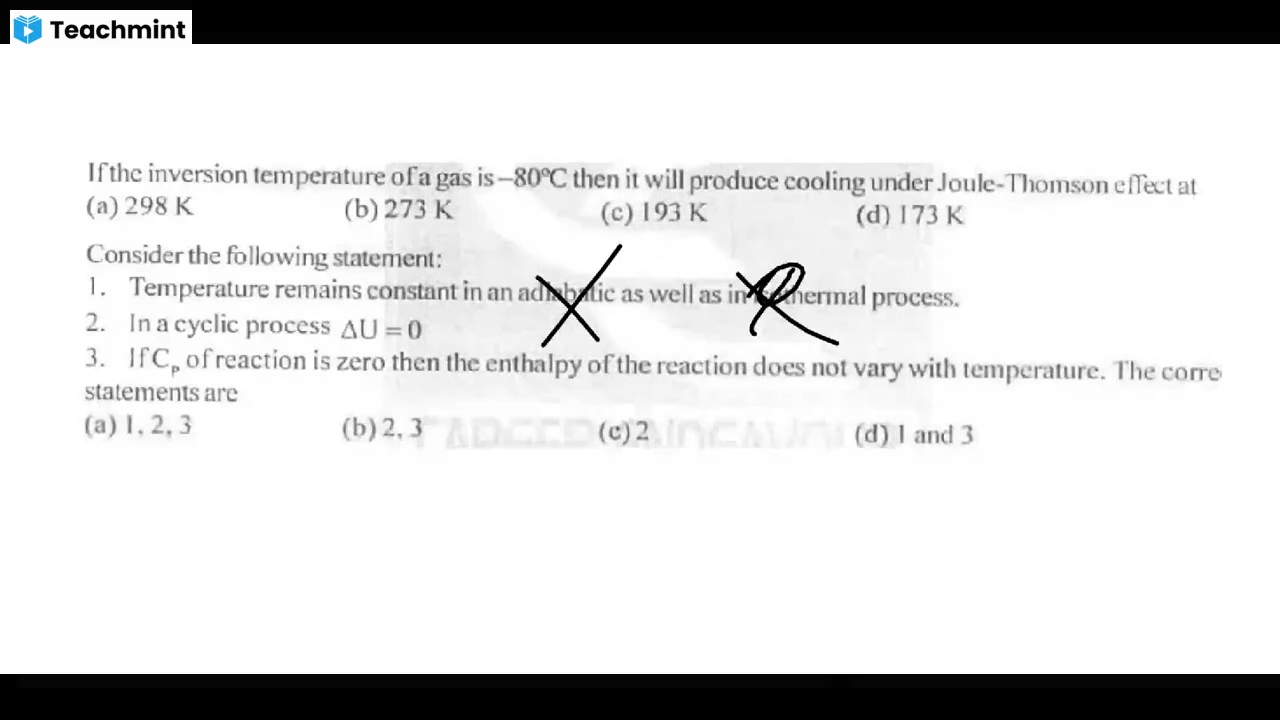 Teachmint
If the inversion temperature of a gas is –80ºC then it will produce cooling under Joule-Thomson effect at
(a) 298 K (b) 273 K (c) 193 K (d) 173 K
Consider the following statement:
1. Temperature remains constant in an adiabatic as well as in isothermal process.
2. In a cyclic process ΔU = 0
3. If Cp of reaction is zero then the enthalpy of the reaction does not vary with temperature. The corre
statements are
(a) 1, 2, 3 (b) 2, 3 (c) 2 (d) 1 and 3